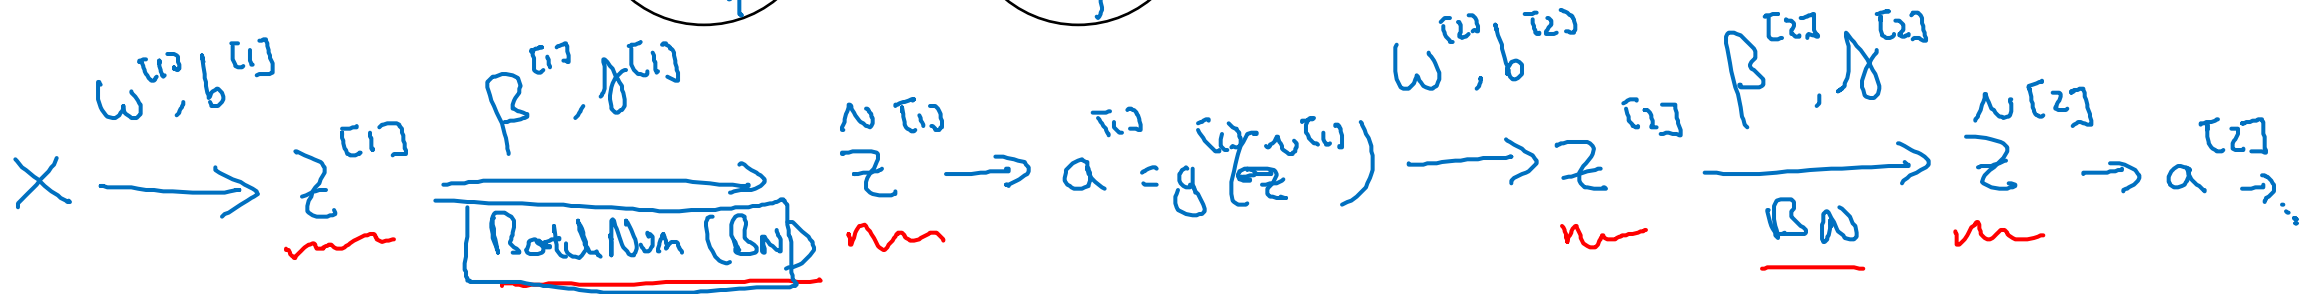 w^[1], b^[1] β^[1], γ^[1] w^[2], b^[2] β^[2], γ^[2]
X → z^[1] → z̃^[1] → a^[1] = g^[1](z̃^[1]) → z^[2] → z̃^[2] → a^[2] → ...
Batch Norm (BN) BN